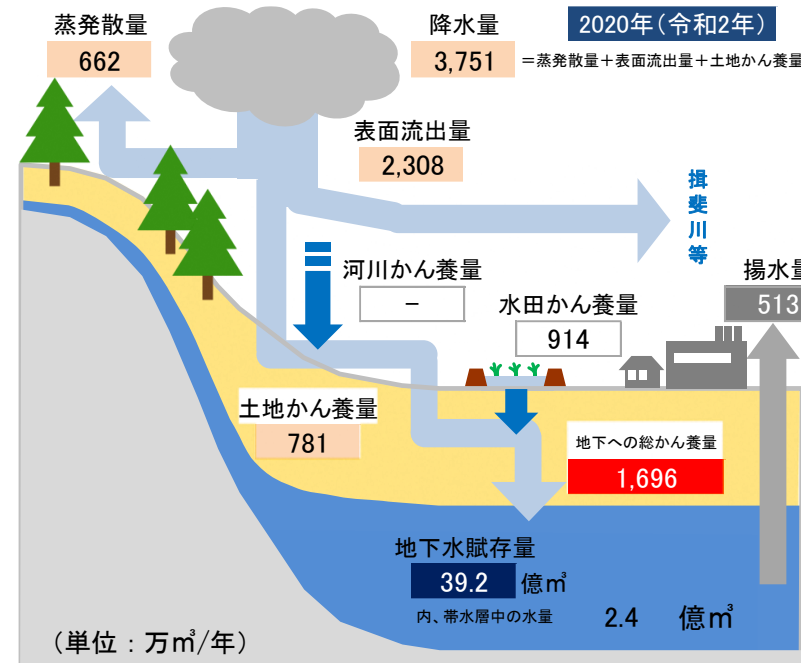 蒸発散量
662
降水量
3,751
2020年(令和2年)
=蒸発散量+表面流出量+土地かん養量
表面流出量
2,308
揖斐川等
河川かん養量
-
水田かん養量
914
揚水量
513
土地かん養量
781
地下への総かん養量
1,696
地下水賦存量
39.2 億㎥
内、帯水層中の水量 2.4 億㎥
(単位:万㎥/年)